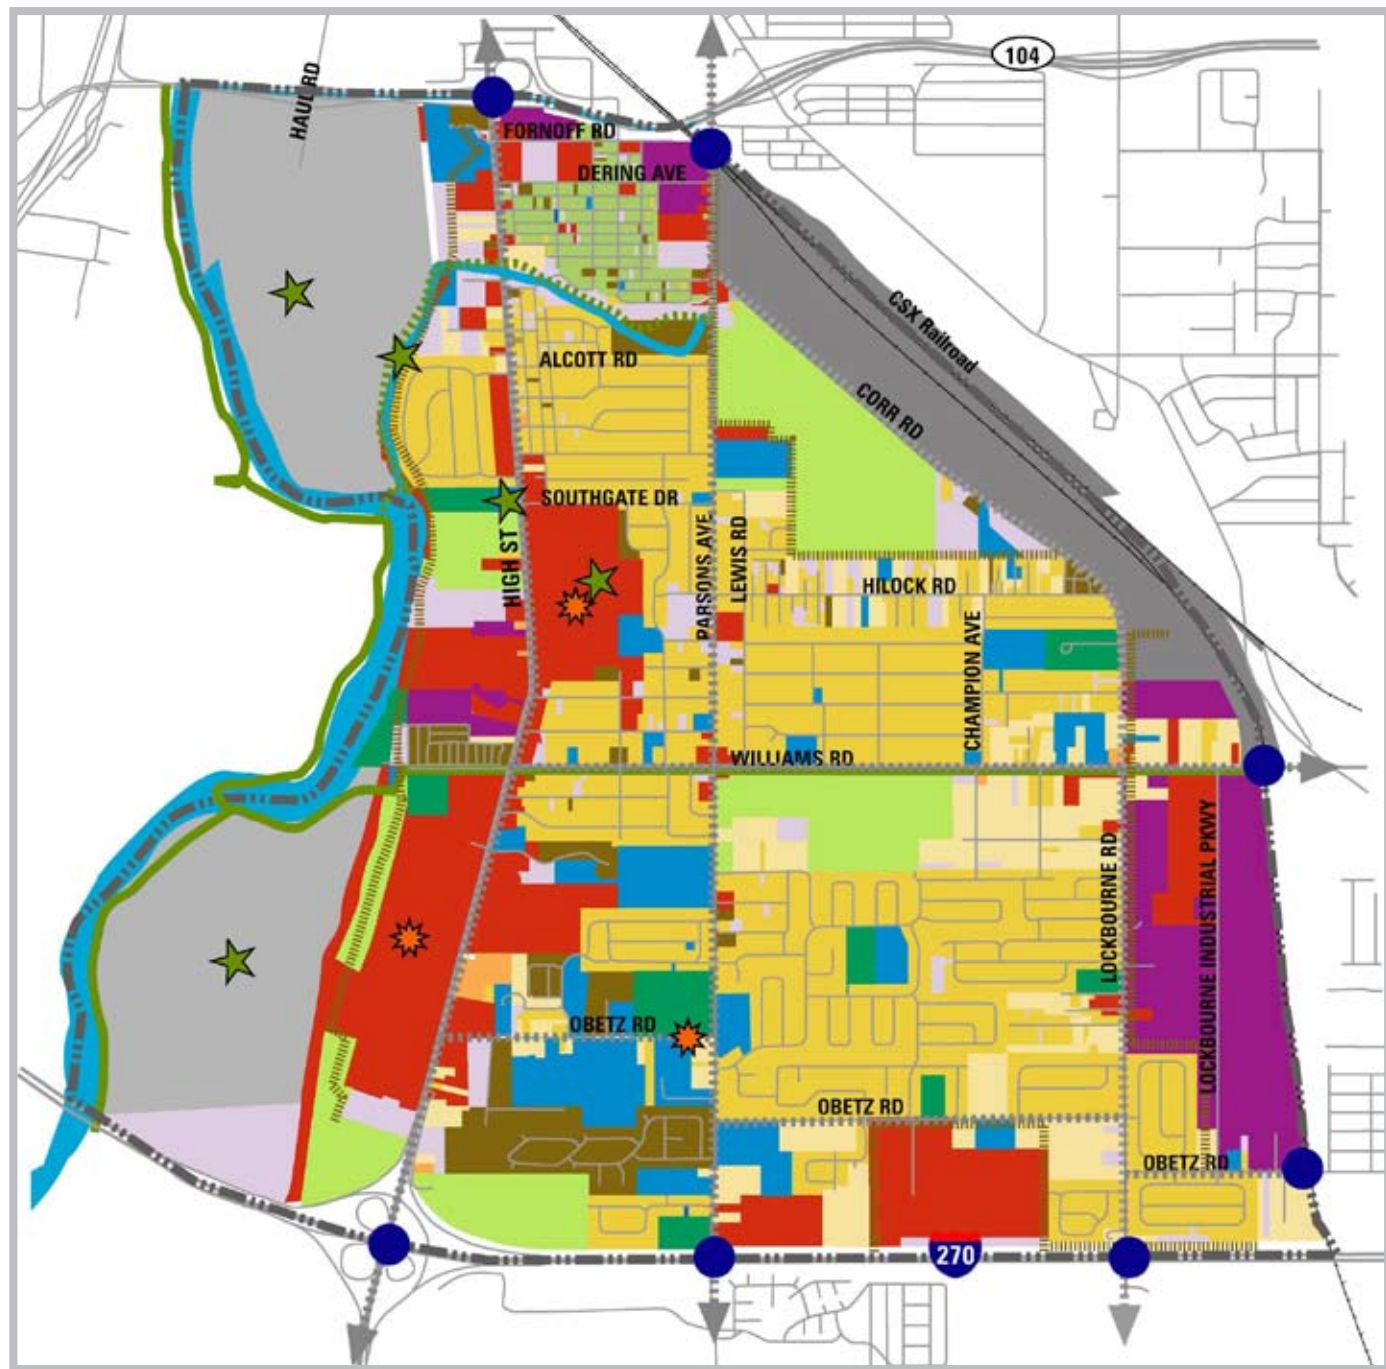 104
HAUL RD
FORNOFF RD
DERING AVE
CSX Railroad
ALCOTT RD
CORR RD
SOUTHGATE DR
HIGH ST
PARSONS AVE
LEWIS RD
HILOCK RD
CHAMPION AVE
WILLIAMS RD
LOCKBOURNE RD
LOCKBOURNE INDUSTRIAL PKWY
OBETZ RD
OBETZ RD
OBETZ RD
270